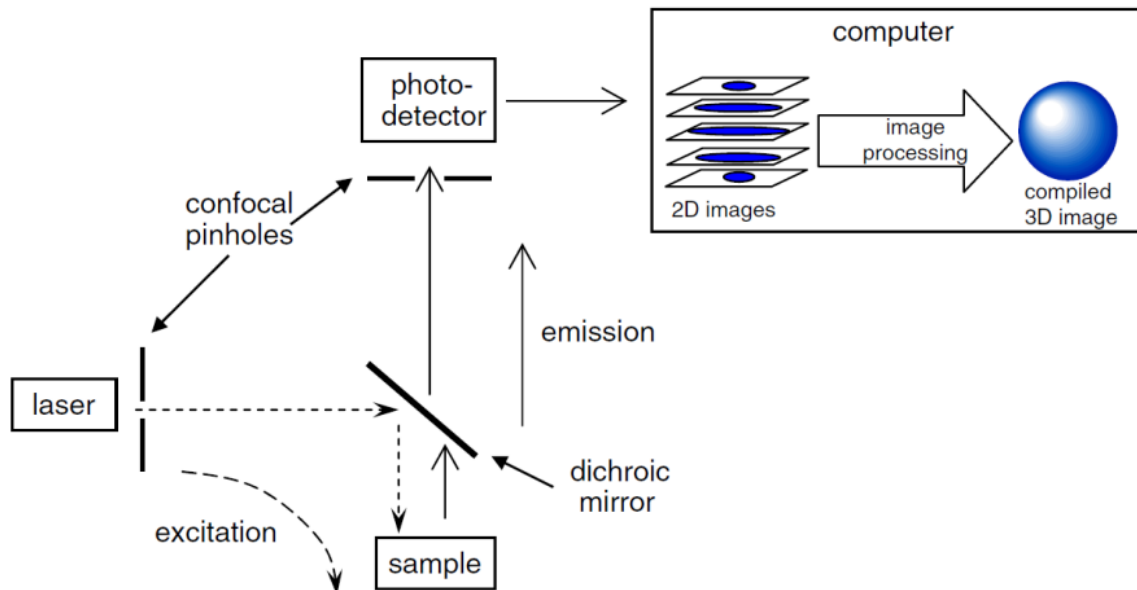 computer
photo-
detector
image
processing
2D images
compiled
3D image
confocal
pinholes
emission
laser
dichroic
mirror
excitation
sample